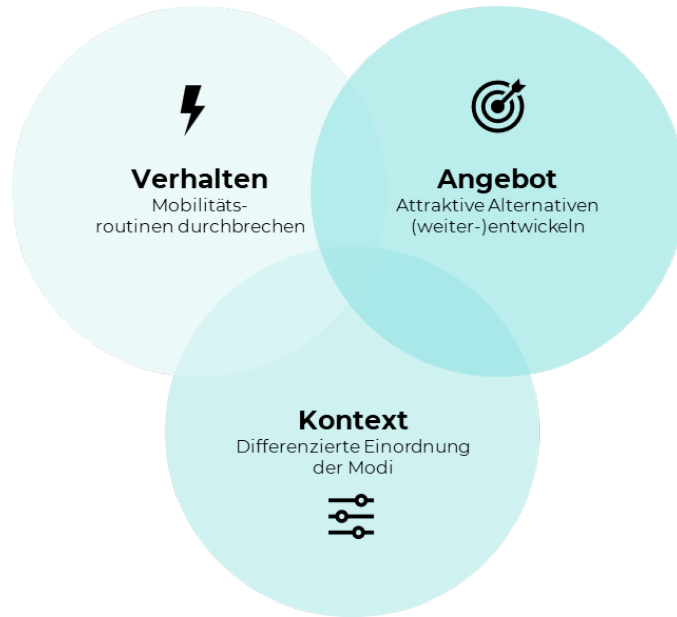 Verhalten
Mobilitäts-
routinen durchbrechen
Angebot
Attraktive Alternativen
(weiter-)entwickeln
Kontext
Differenzierte Einordnung
der Modi